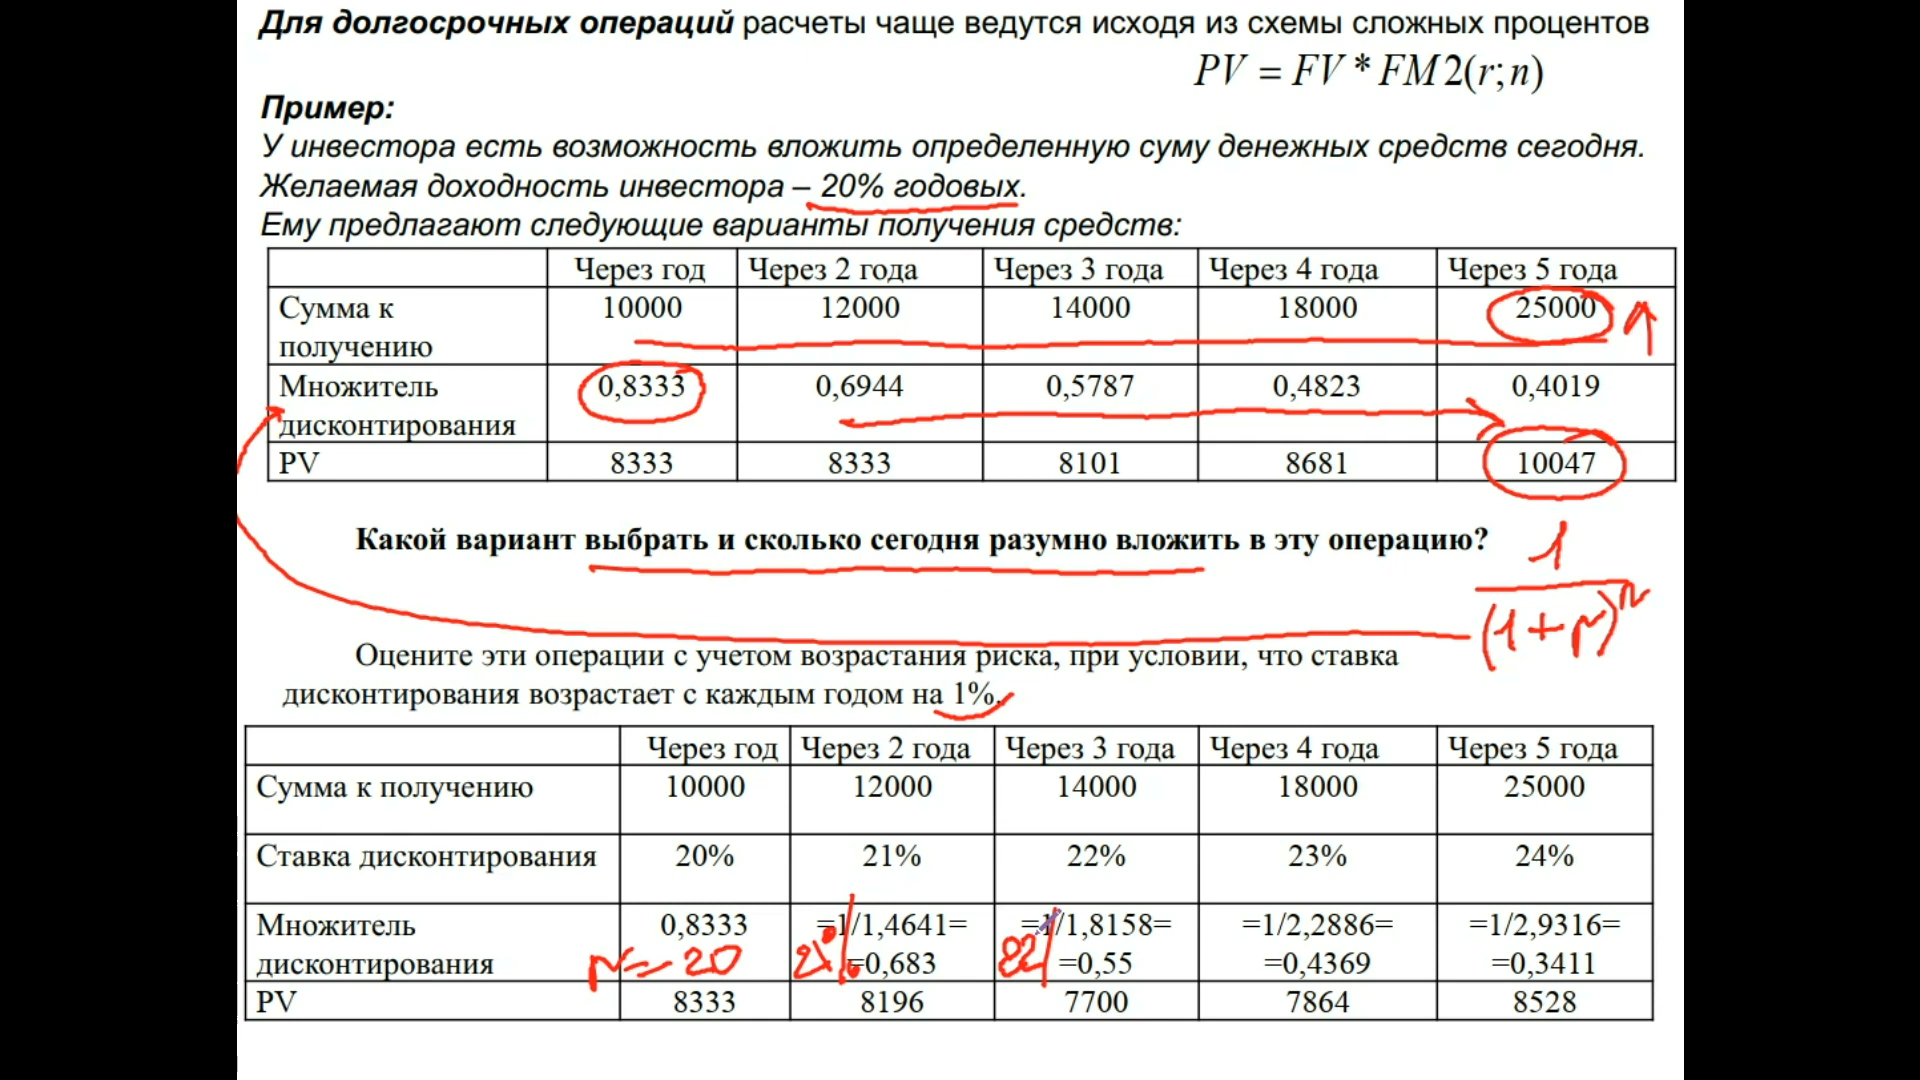 Для долгосрочных операций расчеты чаще ведутся исходя из схемы сложных процентов
PV = FV * FM 2(r; n)
Пример:
У инвестора есть возможность вложить определенную сумму денежных средств сегодня.
Желаемая доходность инвестора – 20% годовых.
Ему предлагают следующие варианты получения средств:
Через год Через 2 года Через 3 года Через 4 года Через 5 года
Сумма к получению 10000 12000 14000 18000 25000
Множитель дисконтирования 0,8333 0,6944 0,5787 0,4823 0,4019
PV 8333 8333 8101 8681 10047
Какой вариант выбрать и сколько сегодня разумно вложить в эту операцию?
1
(1+r)^n
Оцените эти операции с учетом возрастания риска, при условии, что ставка
дисконтирования возрастает с каждым годом на 1%.
Через год Через 2 года Через 3 года Через 4 года Через 5 года
Сумма к получению 10000 12000 14000 18000 25000
Ставка дисконтирования 20% 21% 22% 23% 24%
Множитель 0,8333 =1/1,4641= =1/1,8158= =1/2,2886= =1/2,9316=
дисконтирования r=20 21% =0,683 22 =0,55 =0,4369 =0,3411
PV 8333 8196 7700 7864 8528